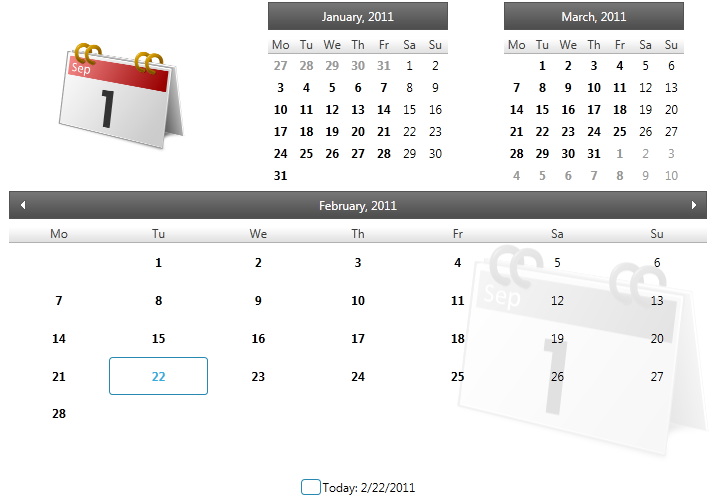 Sep
1
January, 2011
Mo Tu We Th Fr Sa Su
27 28 29 30 31 1 2
3 4 5 6 7 8 9
10 11 12 13 14 15 16
17 18 19 20 21 22 23
24 25 26 27 28 29 30
31
March, 2011
Mo Tu We Th Fr Sa Su
1 2 3 4 5 6
7 8 9 10 11 12 13
14 15 16 17 18 19 20
21 22 23 24 25 26 27
28 29 30 31 1 2 3
4 5 6 7 8 9 10
February, 2011
Mo Tu We Th Fr Sa Su
1 2 3 4 5 6
7 8 9 10 11 12 13
14 15 16 17 18 19 20
21 22 23 24 25 26 27
28
Sep
1
Today: 2/22/2011